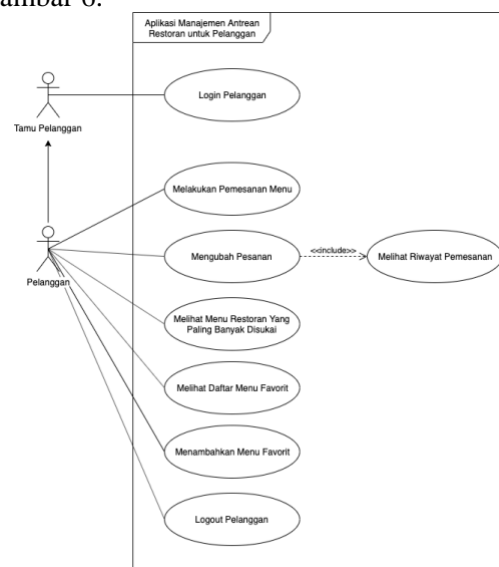 ambar 6.
Aplikasi Manajemen Antrean
Restoran untuk Pelanggan
Login Pelanggan
Tamu Pelanggan
Melakukan Pemesanan Menu
Mengubah Pesanan
<<include>>
Melihat Riwayat Pemesanan
Pelanggan
Melihat Menu Restoran Yang
Paling Banyak Disukai
Melihat Daftar Menu Favorit
Menambahkan Menu Favorit
Logout Pelanggan